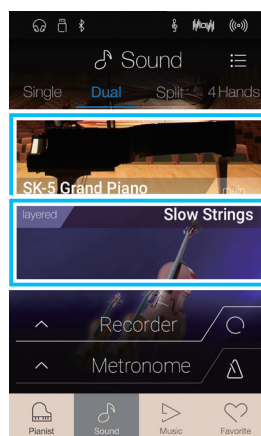 Sound
Single Dual Split 4 Hands
SK-5 Grand Piano main
layered Slow Strings
Recorder
Metronome
Pianist Sound Music Favorite